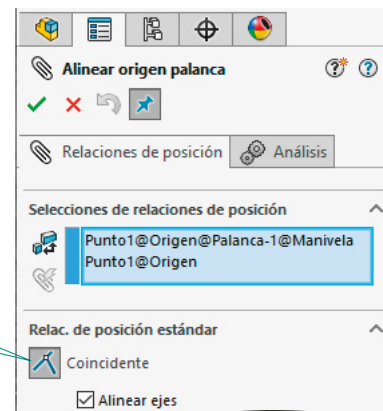 Alinear origen palanca
Relaciones de posición
Análisis
Selecciones de relaciones de posición
Punto1@Origen@Palanca-1@Manivela
Punto1@Origen
Relac. de posición estándar
Coincidente
Alinear ejes